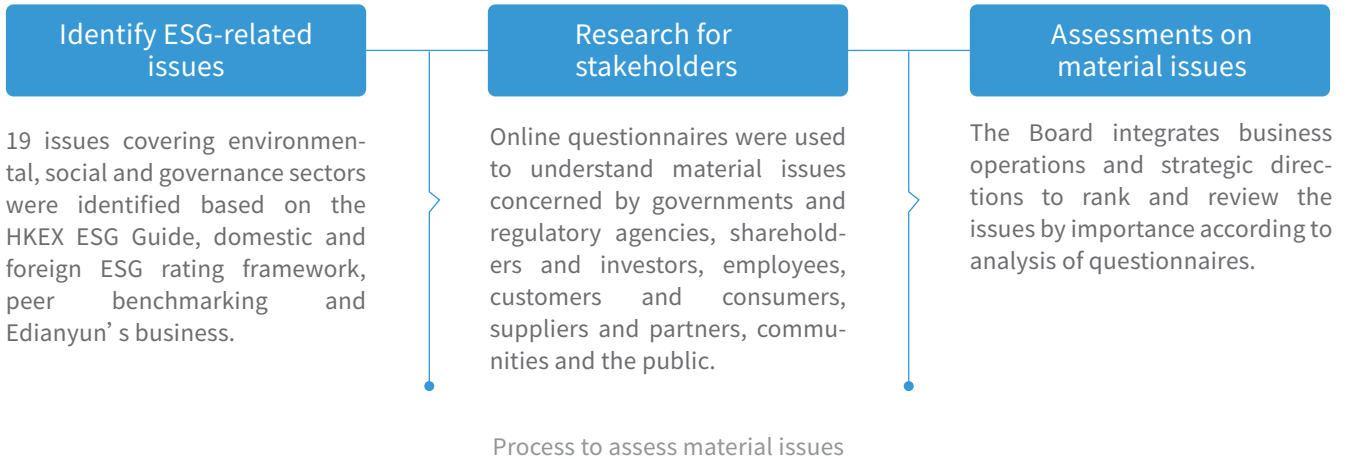 Identify ESG-related
issues
19 issues covering environmen-
tal, social and governance sectors
were identified based on the
HKEX ESG Guide, domestic and
foreign ESG rating framework,
peer benchmarking and
Edianyun’s business.
Research for
stakeholders
Online questionnaires were used
to understand material issues
concerned by governments and
regulatory agencies, sharehold-
ers and investors, employees,
customers and consumers,
suppliers and partners, commu-
nities and the public.
Assessments on
material issues
The Board integrates business
operations and strategic direc-
tions to rank and review the
issues by importance according to
analysis of questionnaires.
Process to assess material issues